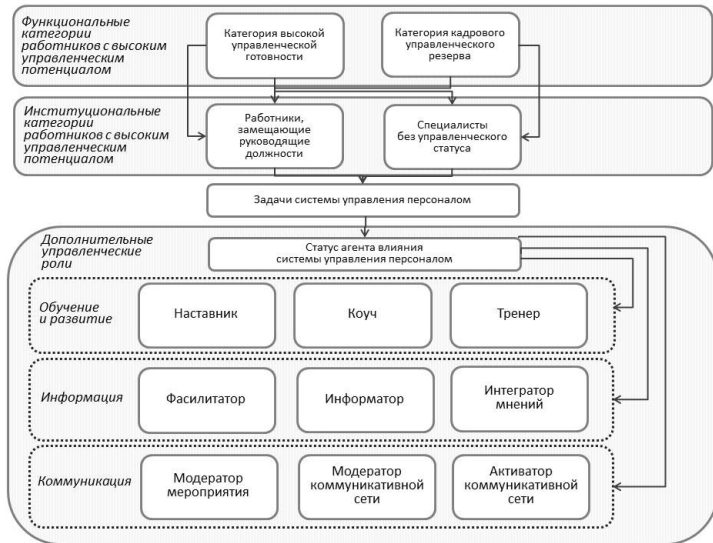 Функциональные
категории
работников с высоким
управленческим
потенциалом
Категория высокой
управленческой
готовности
Категория кадрового
управленческого
резерва
Институциональные
категории
работников с высоким
управленческим
потенциалом
Работники,
замещающие
руководящие
должности
Специалисты
без управленческого
статуса
Задачи системы управления персоналом
Дополнительные
управленческие
роли
Статус агента влияния
системы управления персоналом
Обучение
и развитие
Наставник
Коуч
Тренер
Информация
Фасилитатор
Информатор
Интегратор
мнений
Коммуникация
Модератор
мероприятия
Модератор
коммуникативной
сети
Активатор
коммуникативной
сети